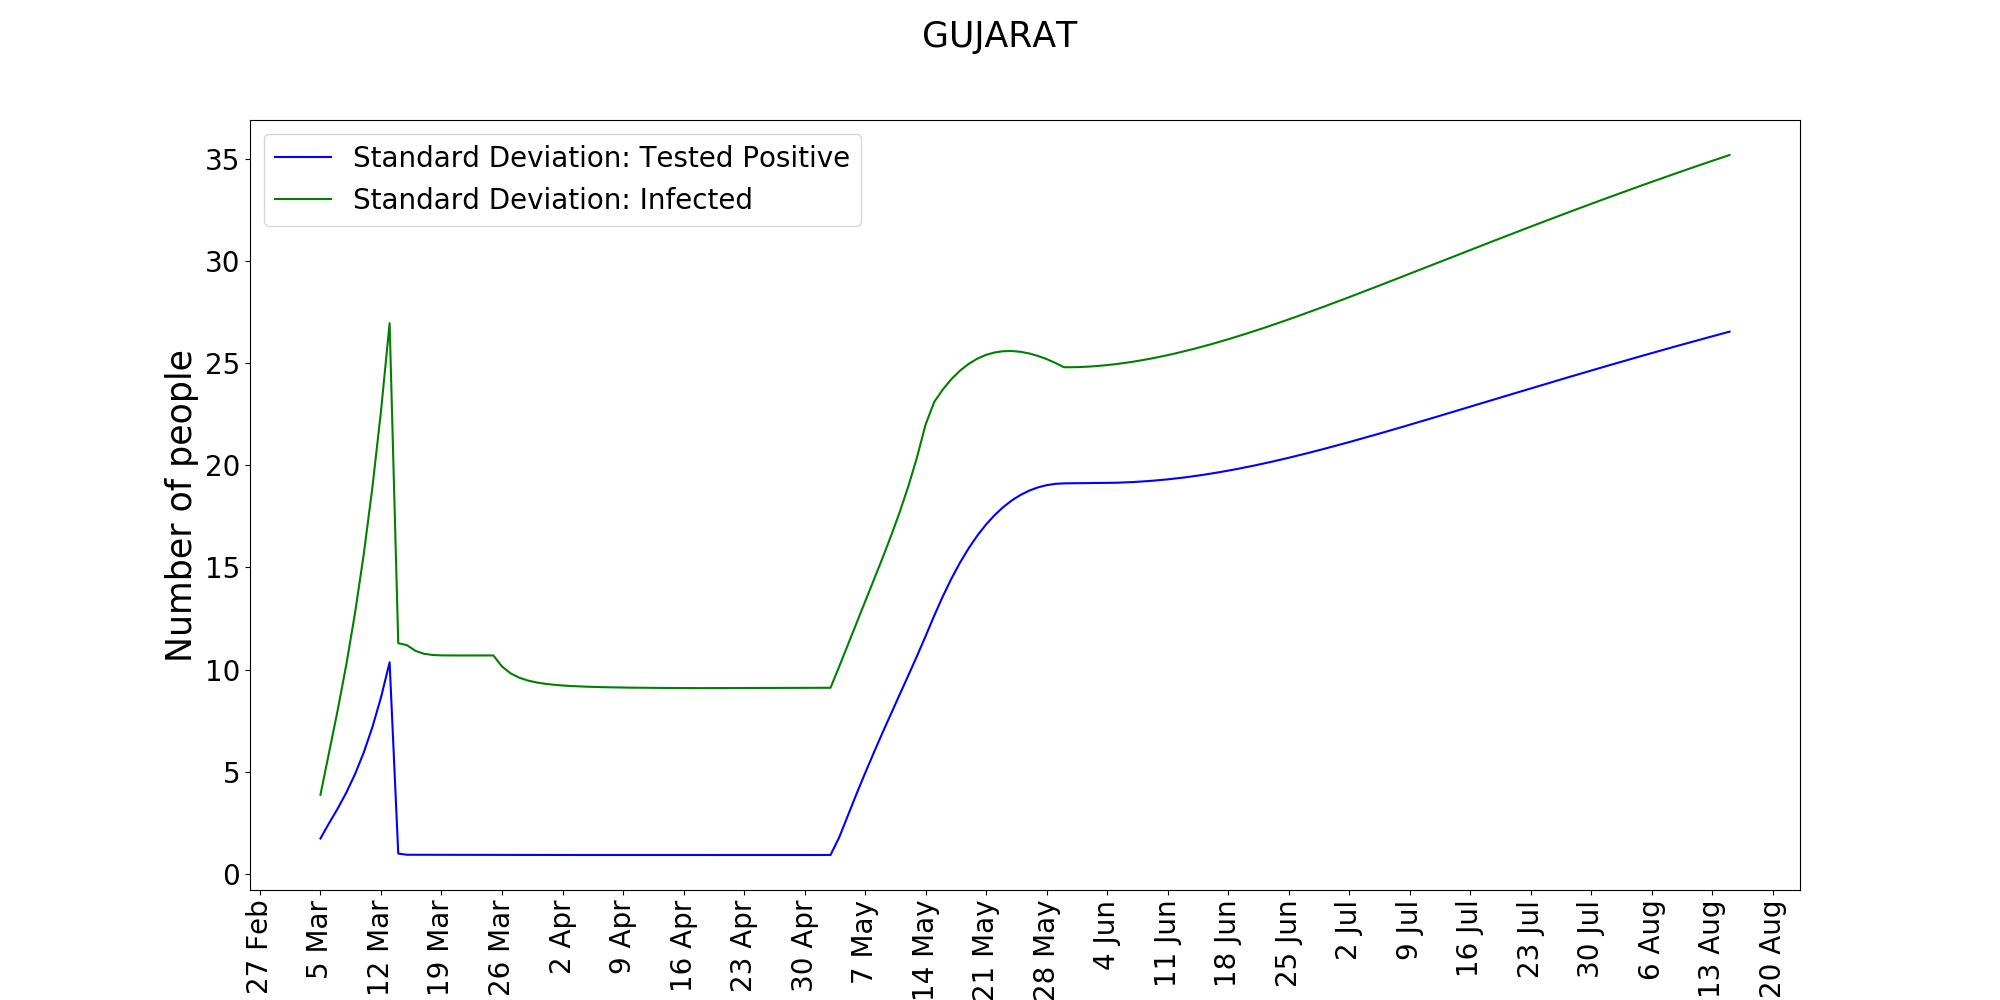 GUJARAT
Standard Deviation: Tested Positive
Standard Deviation: Infected
Number of people
35
30
25
20
15
10
5
0
27 Feb
5 Mar
12 Mar
19 Mar
26 Mar
2 Apr
9 Apr
16 Apr
23 Apr
30 Apr
7 May
14 May
21 May
28 May
4 Jun
11 Jun
18 Jun
25 Jun
2 Jul
9 Jul
16 Jul
23 Jul
30 Jul
6 Aug
13 Aug
20 Aug